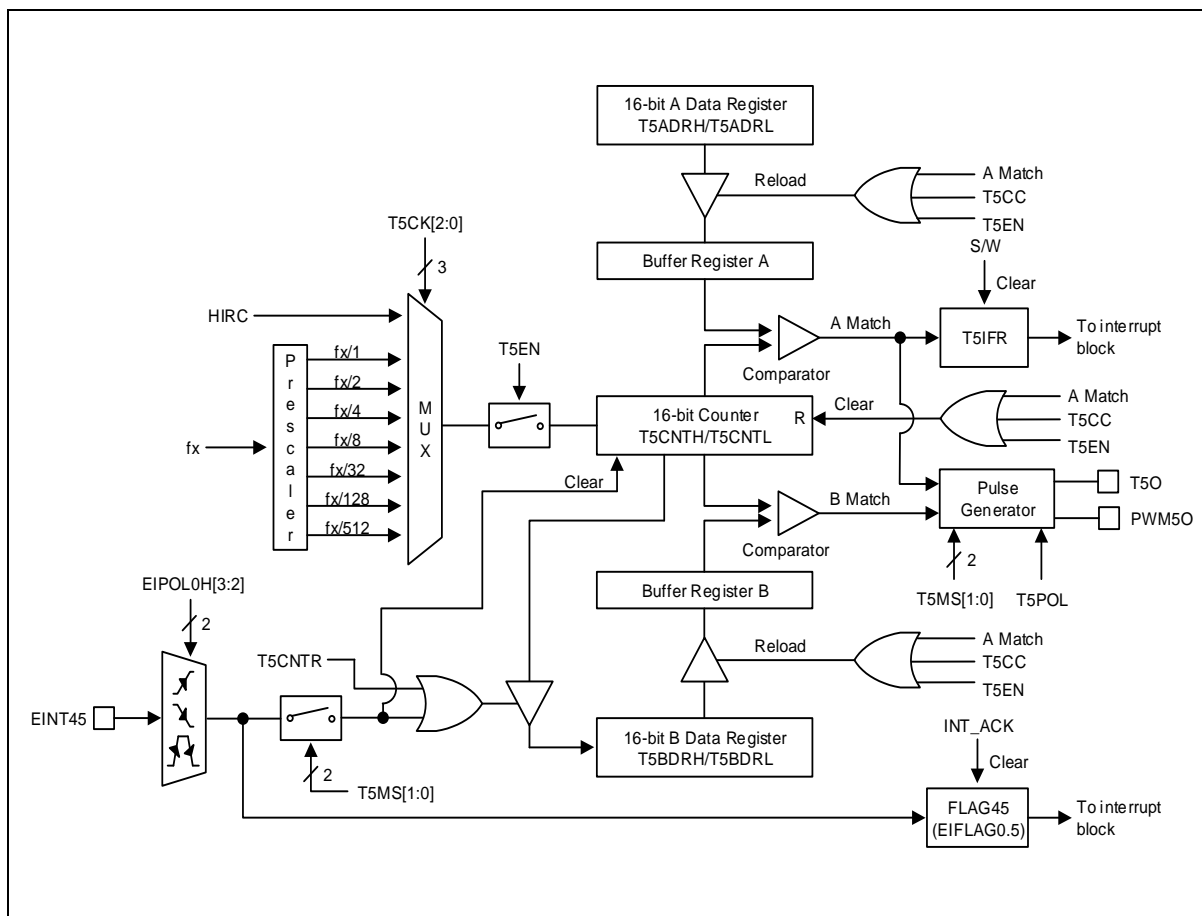 16-bit A Data Register
T5ADRH/T5ADRL
Reload
A Match
T5CC
T5EN
T5CK[2:0]
3
Buffer Register A
S/W
Clear
HIRC
A Match
T5IFR
To interrupt
block
Comparator
Prescaler
fx/1
fx/2
fx/4
fx/8
fx/32
fx/128
fx/512
fx
MUX
T5EN
16-bit Counter
T5CNTH/T5CNTL
R
Clear
A Match
T5CC
T5EN
Clear
B Match
Comparator
Pulse
Generator
T5O
PWM5O
2
T5MS[1:0]
T5POL
EIPOL0H[3:2]
2
Buffer Register B
Reload
A Match
T5CC
T5EN
T5CNTR
EINT45
2
T5MS[1:0]
16-bit B Data Register
T5BDRH/T5BDRL
INT_ACK
Clear
FLAG45
(EIFLAG0.5)
To interrupt
block